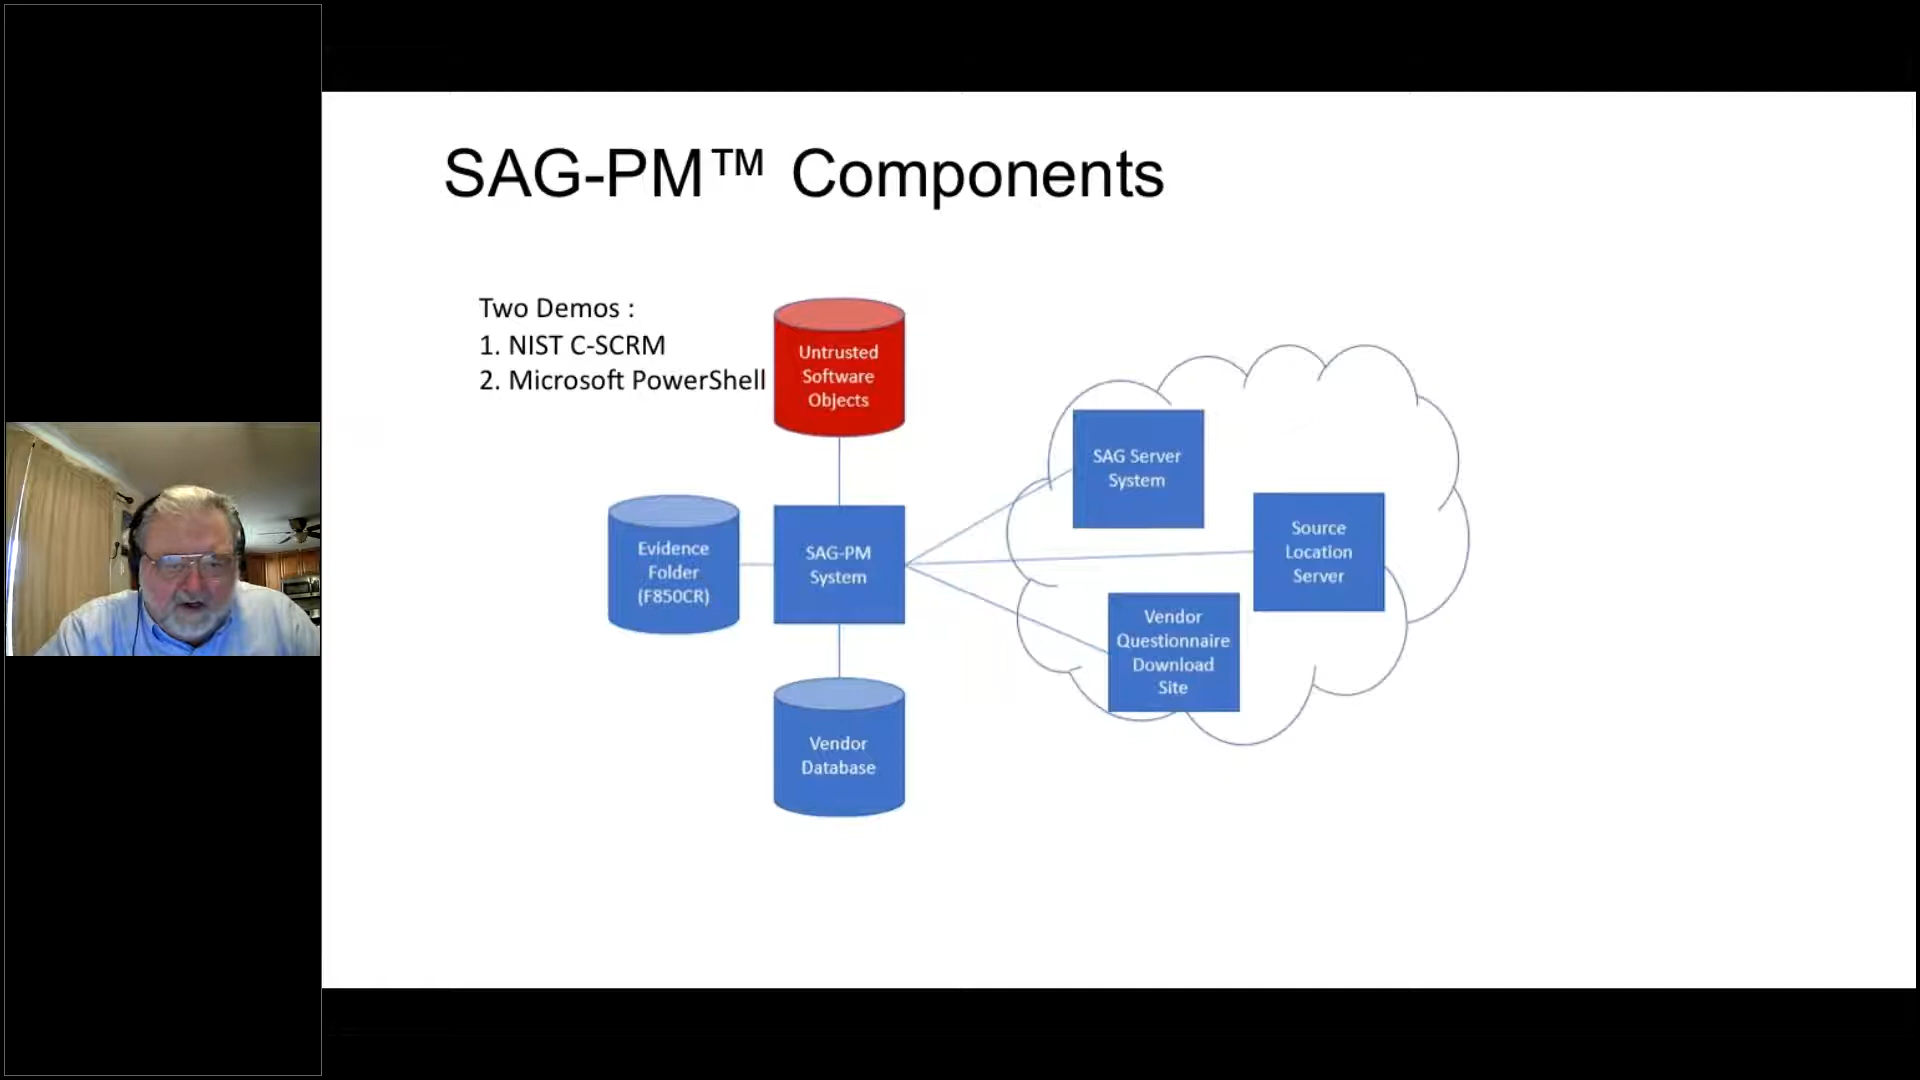 SAG-PM™ Components
Two Demos :
1. NIST C-SCRM
2. Microsoft PowerShell
Untrusted
Software
Objects
SAG Server
System
Source
Location
Server
Evidence
Folder
(F850CR)
SAG-PM
System
Vendor
Questionnaire
Download
Site
Vendor
Database